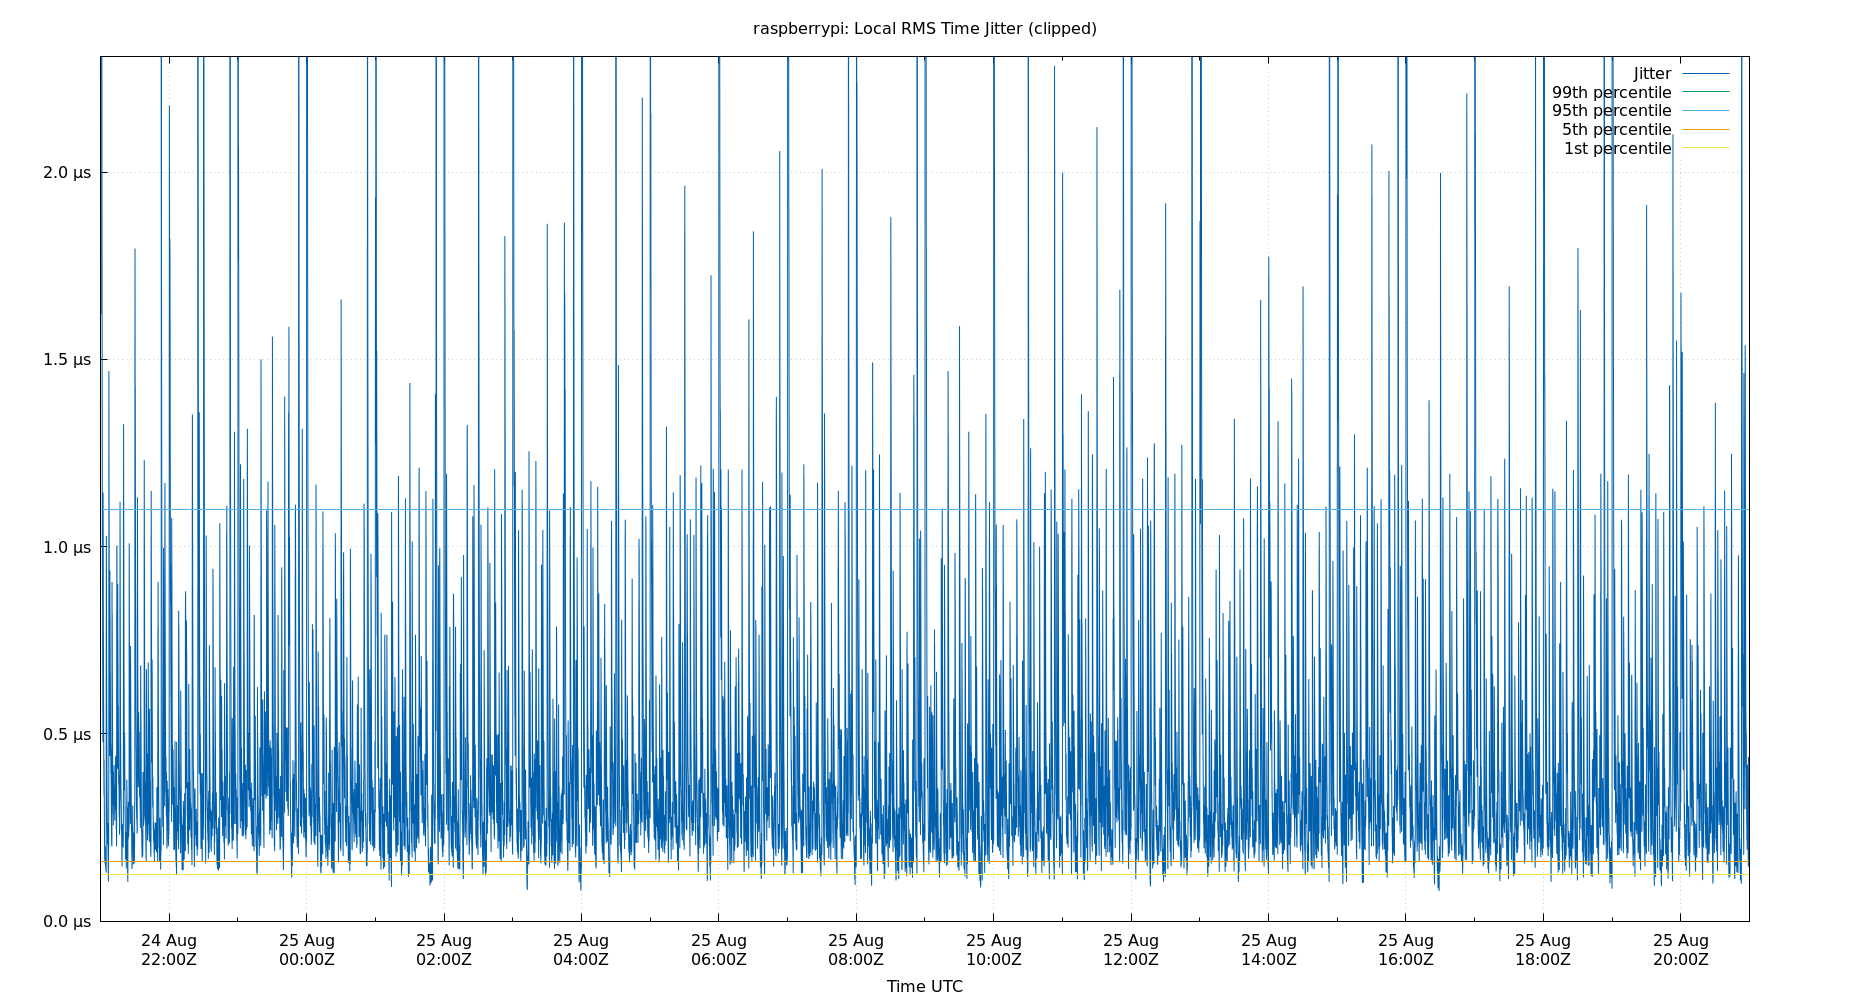 raspberrypi: Local RMS Time Jitter (clipped)
Jitter
99th percentile
95th percentile
5th percentile
1st percentile
2.0 µs
1.5 µs
1.0 µs
0.5 µs
0.0 µs
24 Aug 25 Aug 25 Aug 25 Aug 25 Aug 25 Aug 25 Aug 25 Aug 25 Aug 25 Aug 25 Aug 25 Aug
22:00Z 00:00Z 02:00Z 04:00Z 06:00Z 08:00Z 10:00Z 12:00Z 14:00Z 16:00Z 18:00Z 20:00Z
Time UTC